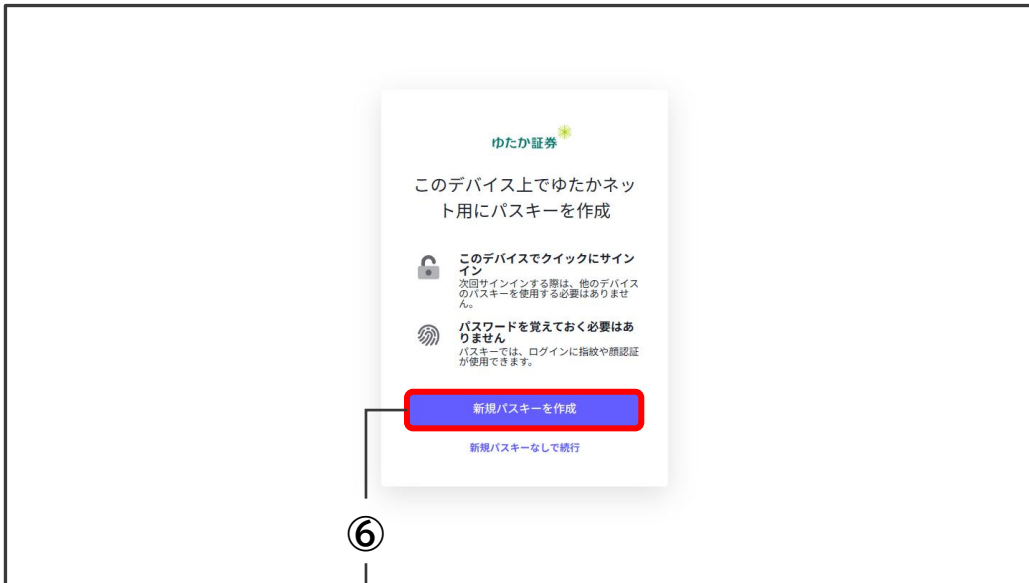 ゆたか証券
このデバイス上でゆたかネッ
ト用にパスキーを作成
このデバイスでクイックにサイン
イン
次回サインインする際は、他のデバイス
のパスキーを使用する必要はありませ
ん。
パスワードを覚えておく必要はあ
りません
パスキーでは、ログインに指紋や顔認証
が使用できます。
新規パスキーを作成
新規パスキーなしで続行
⑥